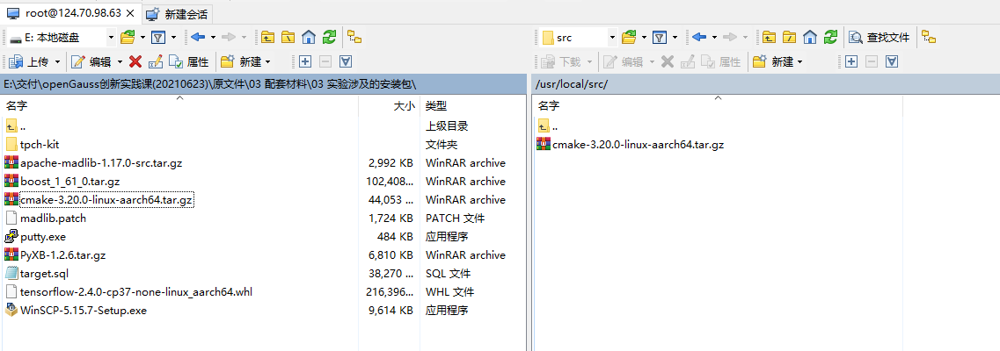 root@124.70.98.63 × 新建会话
E: 本地磁盘
src 查找文件
上传 编辑 属性 新建
下载 编辑 属性 新建
E:\交付\openGauss创新实践课(20210623)\原文件\03 配套材料\03 实验涉及的安装包\
/usr/local/src/
名字 大小 类型
名字
.. 上级目录
..
tpch-kit 文件夹
cmake-3.20.0-linux-aarch64.tar.gz
apache-madlib-1.17.0-src.tar.gz 2,992 KB WinRAR archive
boost_1_61_0.tar.gz 102,408... WinRAR archive
cmake-3.20.0-linux-aarch64.tar.gz 44,053 ... WinRAR archive
madlib.patch 1,724 KB PATCH 文件
putty.exe 484 KB 应用程序
PyXB-1.2.6.tar.gz 6,810 KB WinRAR archive
target.sql 38,270 ... SQL 文件
tensorflow-2.4.0-cp37-none-linux_aarch64.whl 216,396... WHL 文件
WinSCP-5.15.7-Setup.exe 9,614 KB 应用程序